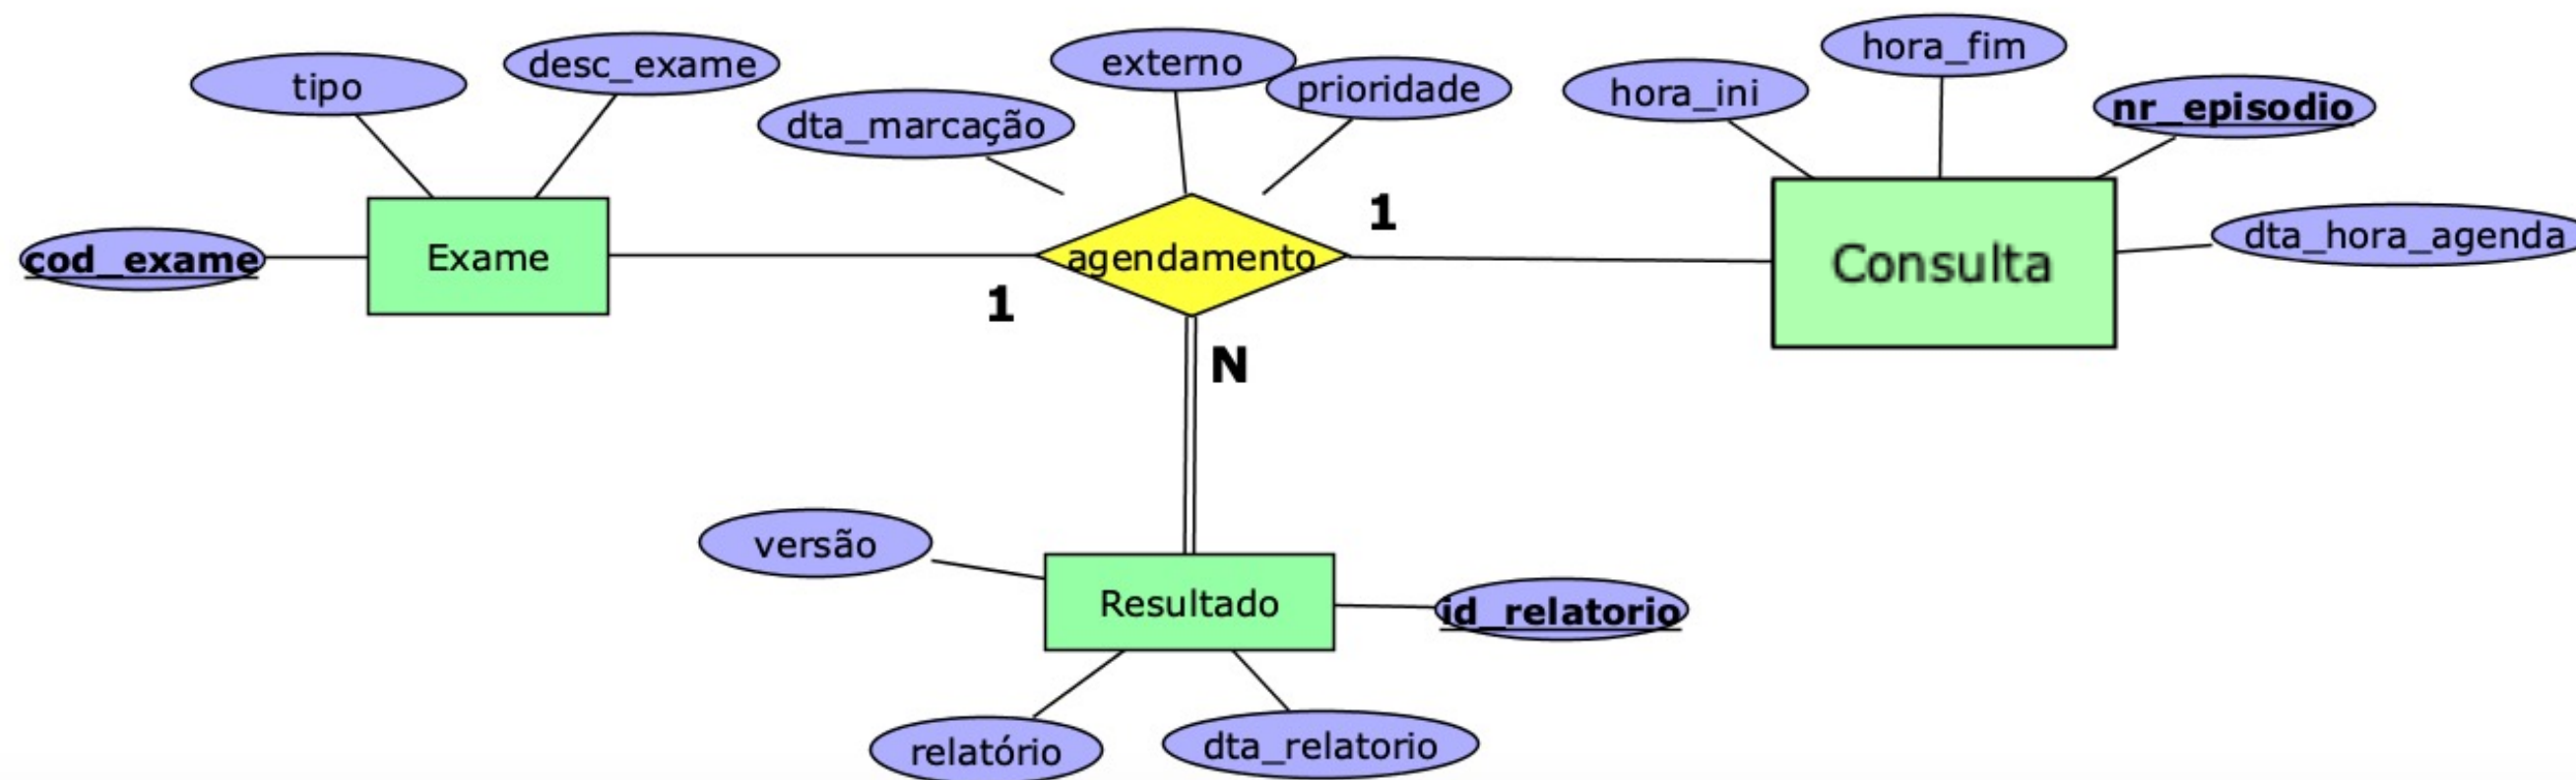 tipo
desc_exame
dta_marcação
externo
prioridade
hora_ini
hora_fim
nr_episodio
cod_exame
Exame
agendamento
1
1
Consulta
dta_hora_agenda
N
versão
Resultado
id_relatorio
relatório
dta_relatorio